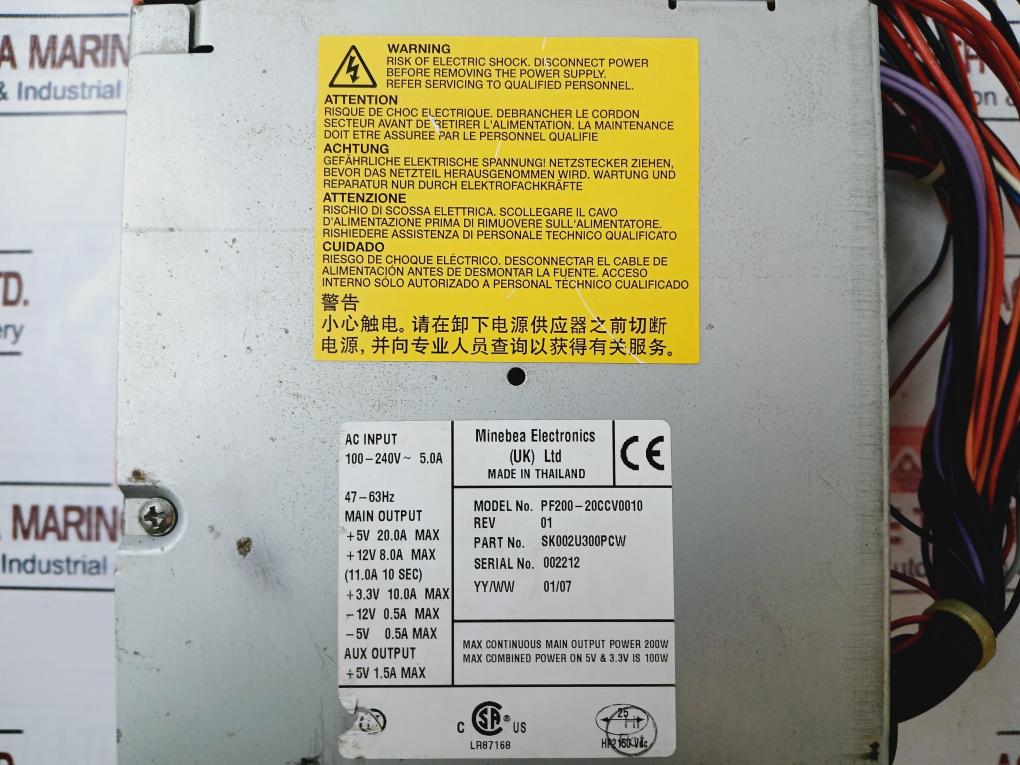 WARNING
RISK OF ELECTRIC SHOCK. DISCONNECT POWER
BEFORE REMOVING THE POWER SUPPLY.
REFER SERVICING TO QUALIFIED PERSONNEL.
ATTENTION
RISQUE DE CHOC ELECTRIQUE. DEBRANCHER LE CORDON
SECTEUR AVANT DE RETIRER L'ALIMENTATION. LA MAINTENANCE
DOIT ETRE ASSUREE PAR LE PERSONNEL QUALIFIE
ACHTUNG
GEFÄHRLICHE ELEKTRISCHE SPANNUNG! NETZSTECKER ZIEHEN,
BEVOR DAS NETZTEIL HERAUSGENOMMEN WIRD. WARTUNG UND
REPARATUR NUR DURCH ELEKTROFACHKRÄFTE
ATTENZIONE
RISCHIO DI SCOSSA ELETTRICA. SCOLLEGARE IL CAVO
D'ALIMENTAZIONE PRIMA DI RIMUOVERE SULL'ALIMENTATORE.
RISHIEDERE ASSISTENZA DI PERSONALE TECHNICO QUALIFICATO
CUIDADO
RIESGO DE CHOQUE ELÉCTRICO. DESCONNECTAR EL CABLE DE
ALIMENTACIÓN ANTES DE DESMONTAR LA FUENTE. ACCESO
INTERNO SÓLO AUTORIZADO A PERSONAL TÉCHNICO CUALIFICADO
警告
小心触电。请在卸下电源供应器之前切断
电源,并向专业人员查询以获得有关服务。
AC INPUT
100-240V~ 5.0A
47-63Hz
MAIN OUTPUT
+5V 20.0A MAX
+12V 8.0A MAX
(11.0A 10 SEC)
+3.3V 10.0A MAX
-12V 0.5A MAX
-5V 0.5A MAX
AUX OUTPUT
+5V 1.5A MAX
Minebea Electronics
(UK) Ltd
MADE IN THAILAND
CE
MODEL No. PF200-20CCV0010
REV 01
PART No. SK002U300PCW
SERIAL No. 002212
YY/WW 01/07
MAX CONTINUOUS MAIN OUTPUT POWER 200W
MAX COMBINED POWER ON 5V & 3.3V IS 100W
C SA ® US
LR87168
25
A MARIN
& Industrial
TD.
ery
A MARINE
Industrial